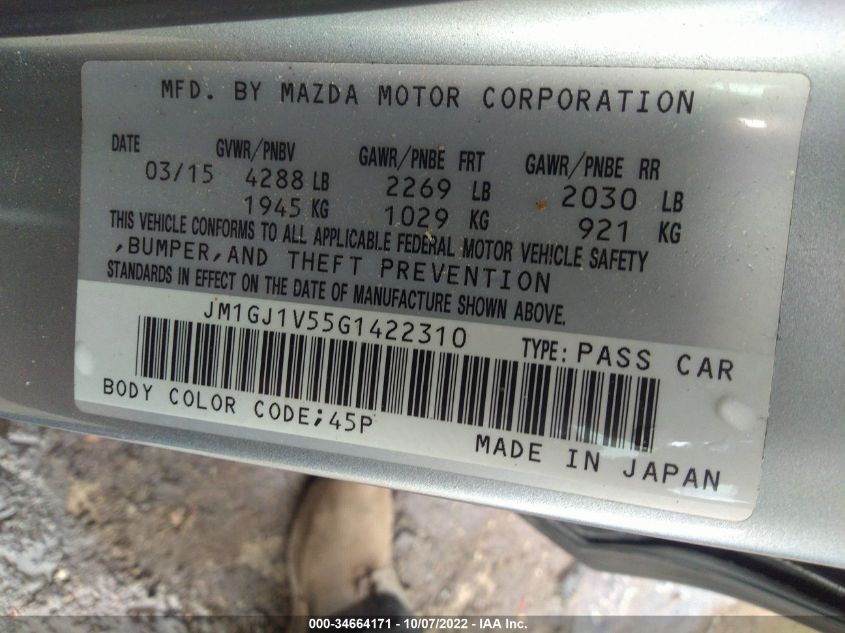 MFD. BY MAZDA MOTOR CORPORATION
DATE GVWR/PNBV GAWR/PNBE FRT GAWR/PNBE RR
03/15 4288 LB 2269 LB 2030 LB
1945 KG 1029 KG 921 KG
THIS VEHICLE CONFORMS TO ALL APPLICABLE FEDERAL MOTOR VEHICLE SAFETY
,BUMPER,AND THEFT PREVENTION
STANDARDS IN EFFECT ON THE DATE OF MANUFACTURE SHOWN ABOVE.
JM1GJ1V55G1422310 TYPE: PASS CAR
BODY COLOR CODE;45P
MADE IN JAPAN
000-34664171 - 10/07/2022 - IAA Inc.